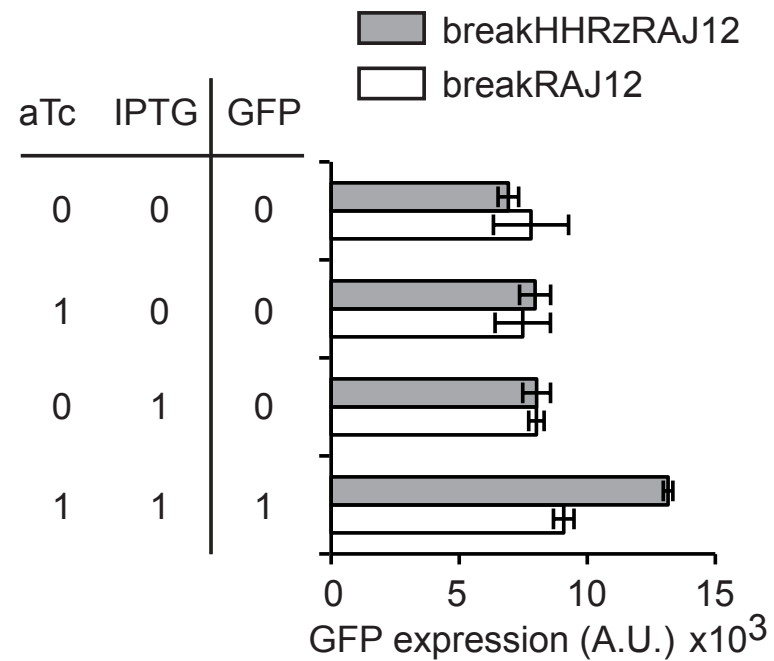 breakHHRzRAJ12
breakRAJ12
aTc IPTG GFP
0 0 0
1 0 0
0 1 0
1 1 1
0 5 10 15
GFP expression (A.U.) x10³